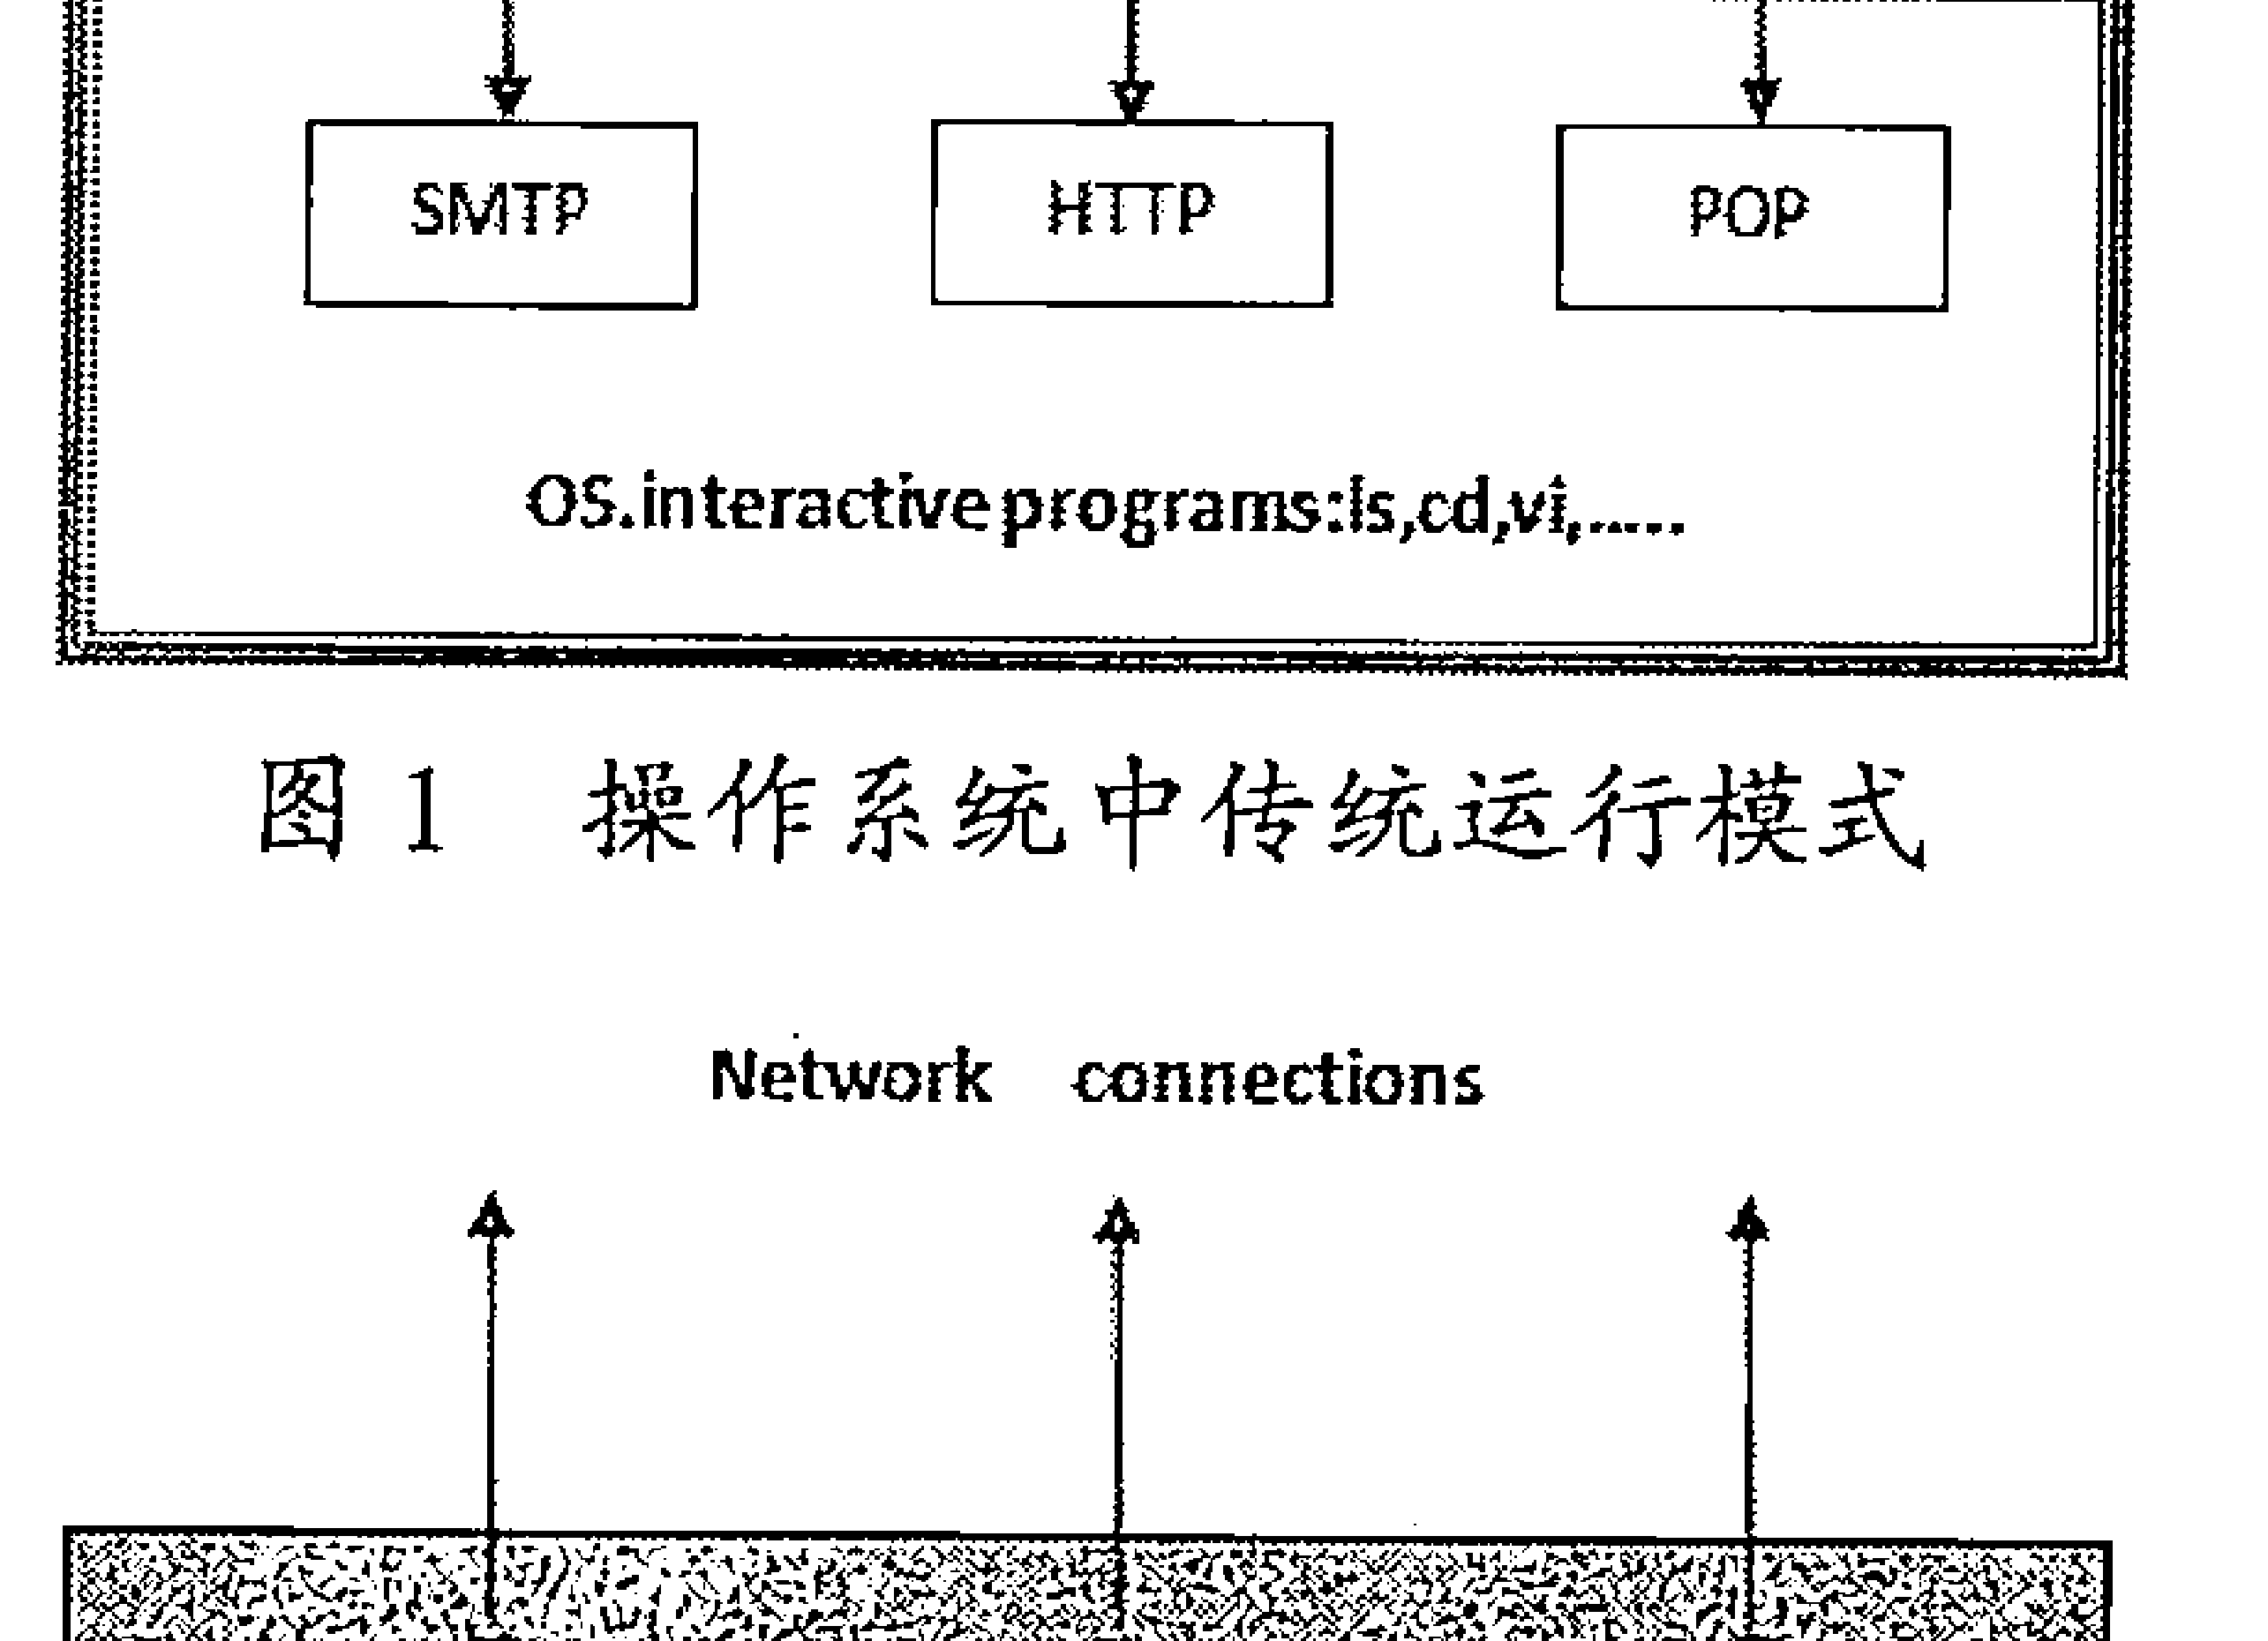 SMTP HTTP POP
OS.interactive programs:ls,cd,vi,.....
图 1 操作系统中传统运行模式
Network connections